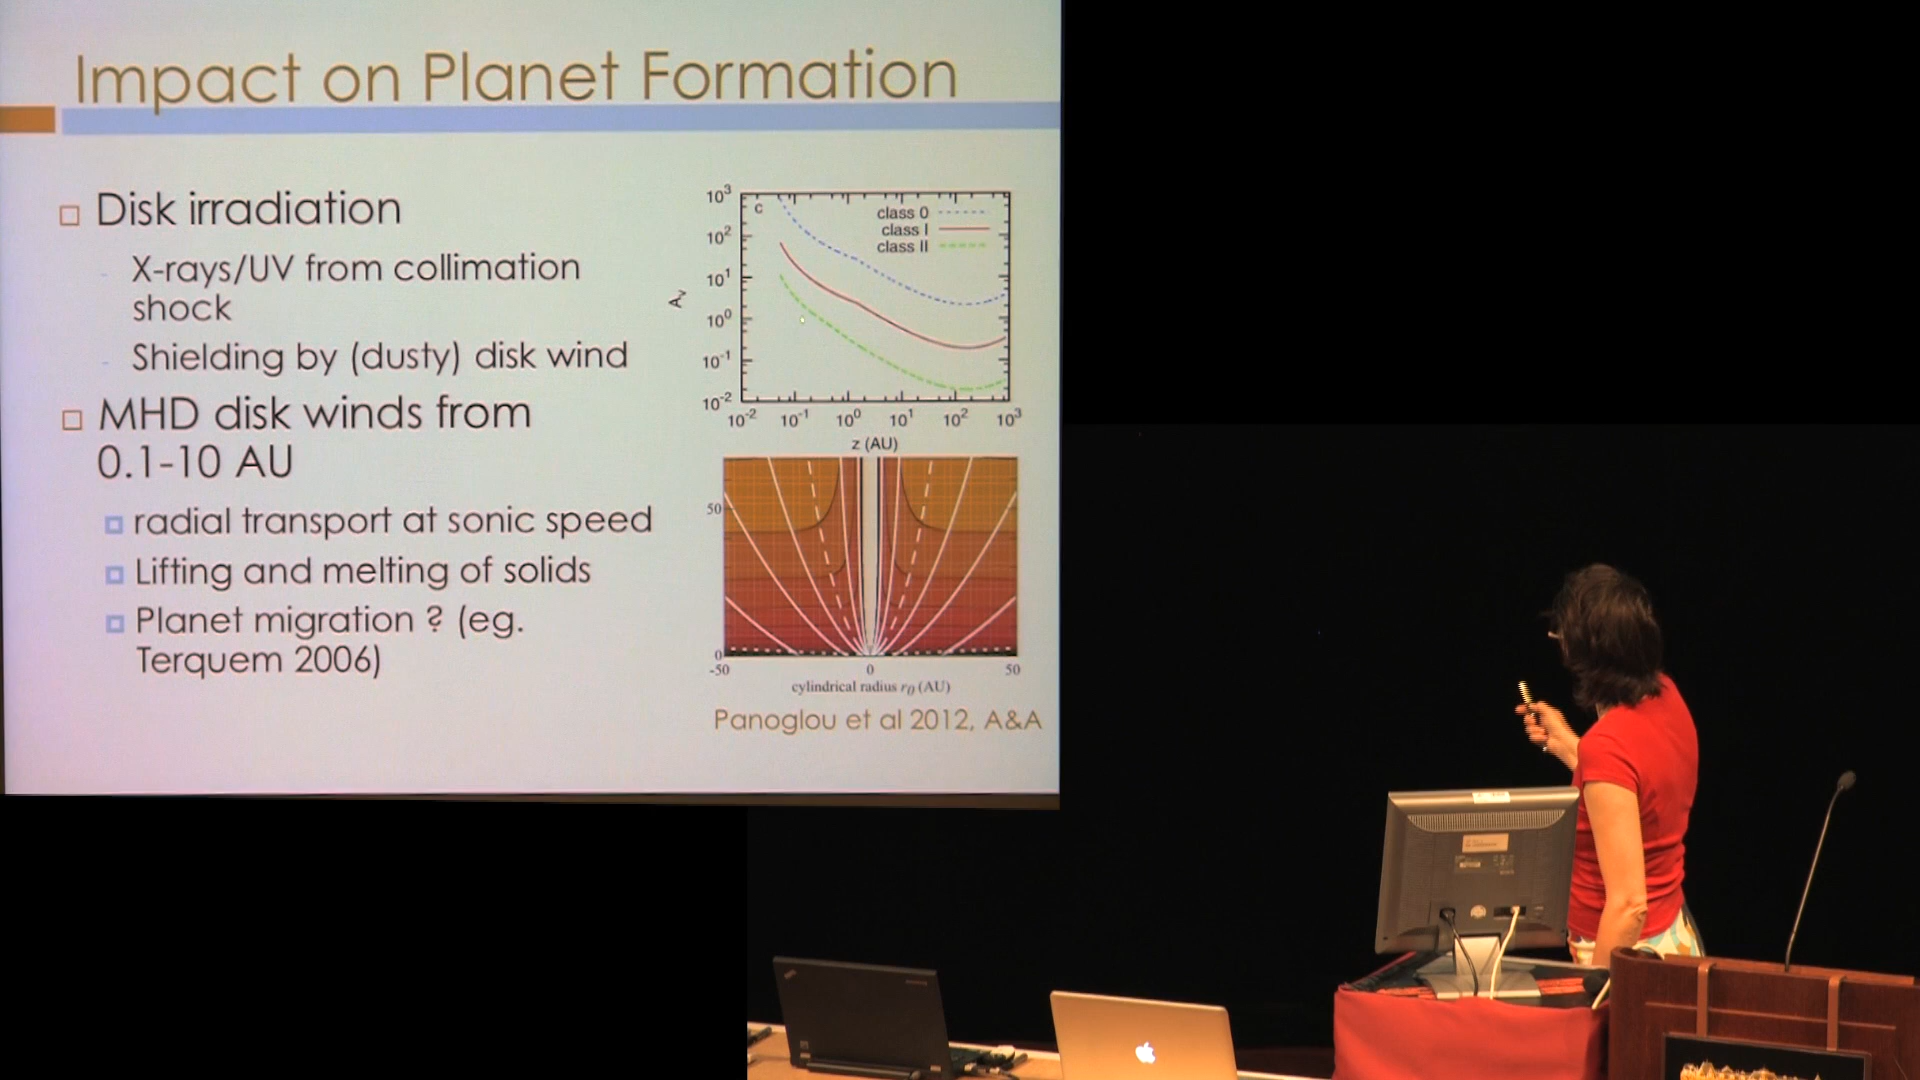 Impact on Planet Formation
Disk irradiation
- X-rays/UV from collimation
shock
- Shielding by (dusty) disk wind
MHD disk winds from
0.1-10 AU
radial transport at sonic speed
Lifting and melting of solids
Planet migration ? (eg.
Terquem 2006)
c
class 0
class I
class II
10³
10²
10¹
10⁰
10⁻¹
10⁻²
Aᵥ
10⁻² 10⁻¹ 10⁰ 10¹ 10² 10³
z (AU)
50
0
-50 0 50
cylindrical radius r₀ (AU)
Panoglou et al 2012, A&A